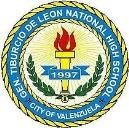 GEN. TIBURCIO DE LEON NATIONAL HIGH SCHOOL
1997
CITY OF VALENZUELA